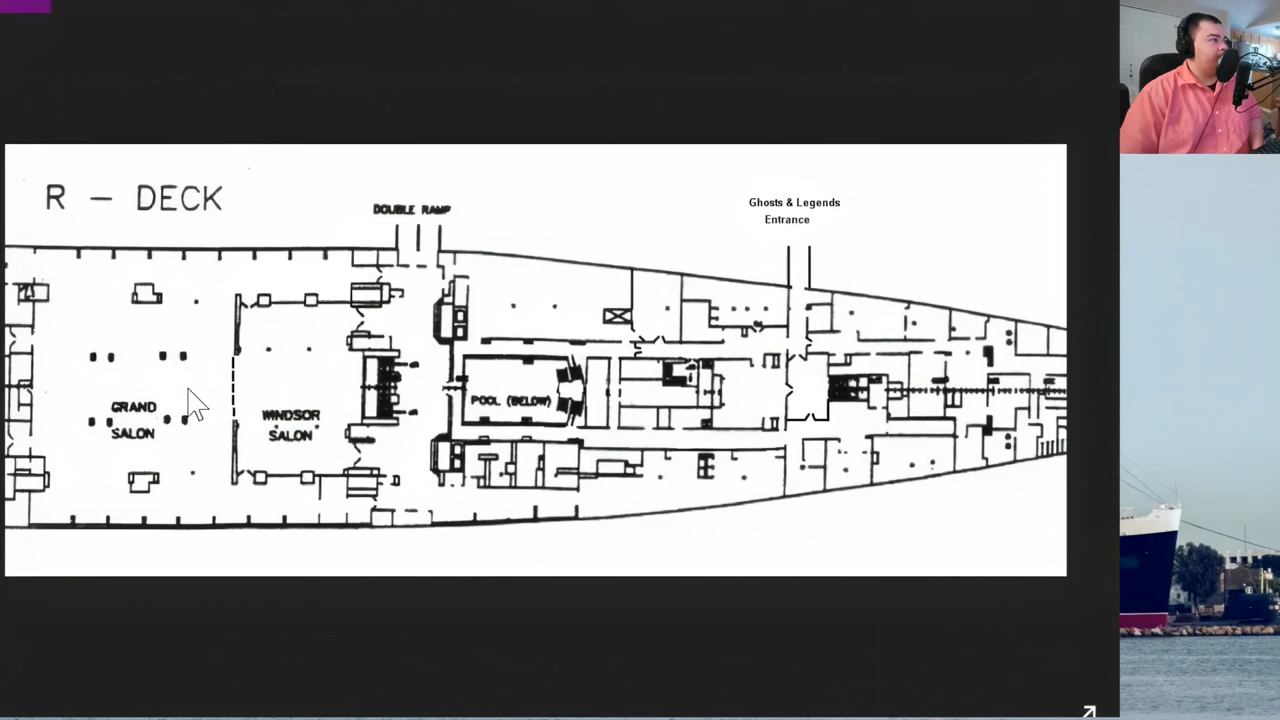 R – DECK
DOUBLE RAMP
Ghosts & Legends
Entrance
POOL (BELOW)
GRAND
SALON
WINDSOR
SALON